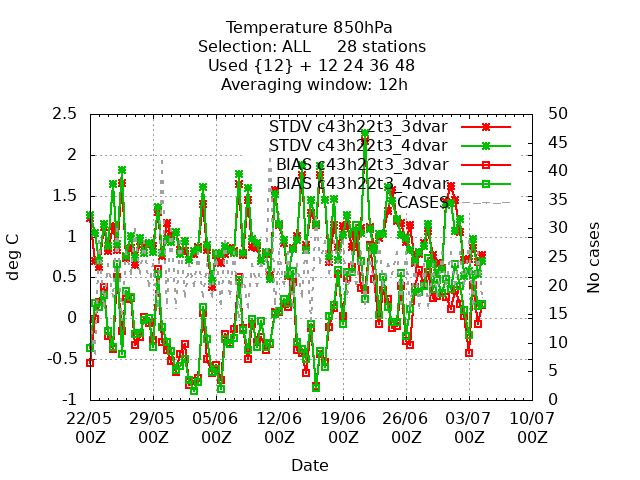 Temperature 850hPa
Selection: ALL     28 stations
Used {12} + 12 24 36 48
Averaging window: 12h
2.5
2
1.5
1
0.5
0
-0.5
-1
deg C
50
45
40
35
30
25
20
15
10
5
0
No cases
STDV c43h22t3_3dvar
STDV c43h22t3_4dvar
BIAS c43h22t3_3dvar
BIAS c43h22t3_4dvar
CASES
22/05 29/05 05/06 12/06 19/06 26/06 03/07 10/07
00Z 00Z 00Z 00Z 00Z 00Z 00Z 00Z
Date